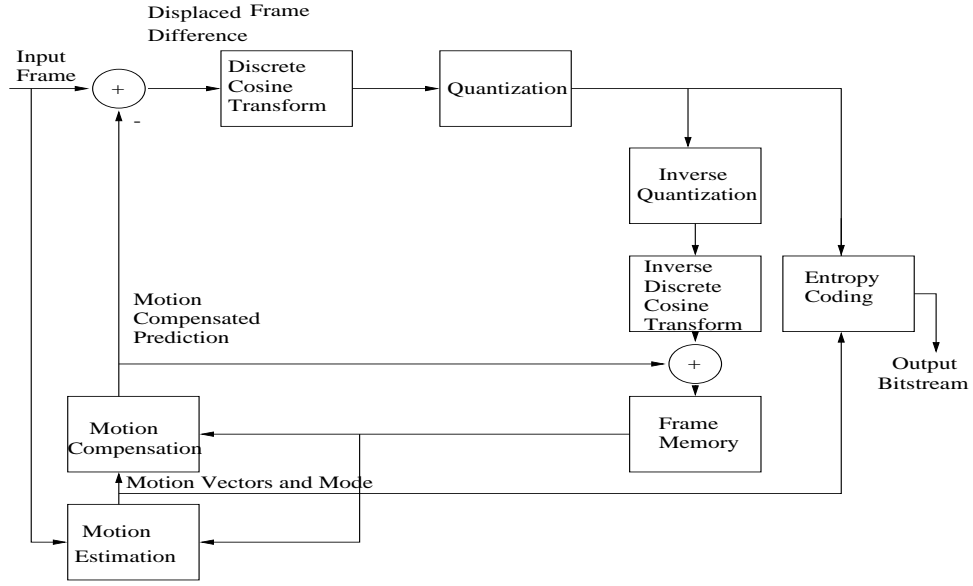 Displaced Frame
Difference
Input
Frame
+
-
Discrete
Cosine
Transform
Quantization
Inverse
Quantization
Inverse
Discrete
Cosine
Transform
Entropy
Coding
Motion
Compensated
Prediction
+
Output
Bitstream
Motion
Compensation
Frame
Memory
Motion Vectors and Mode
Motion
Estimation